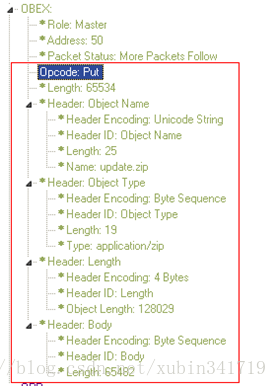 OBEX:
Role: Master
Address: 50
Packet Status: More Packets Follow
Opcode: Put
Length: 65534
Header: Object Name
Header Encoding: Unicode String
Header ID: Object Name
Length: 25
Name: update.zip
Header: Object Type
Header Encoding: Byte Sequence
Header ID: Object Type
Length: 19
Type: application/zip
Header: Length
Header Encoding: 4 Bytes
Header ID: Length
Object Length: 128029
Header: Body
Header Encoding: Byte Sequence
Header ID: Body
Length: 65482
//blog.csdn.net/xubin341719